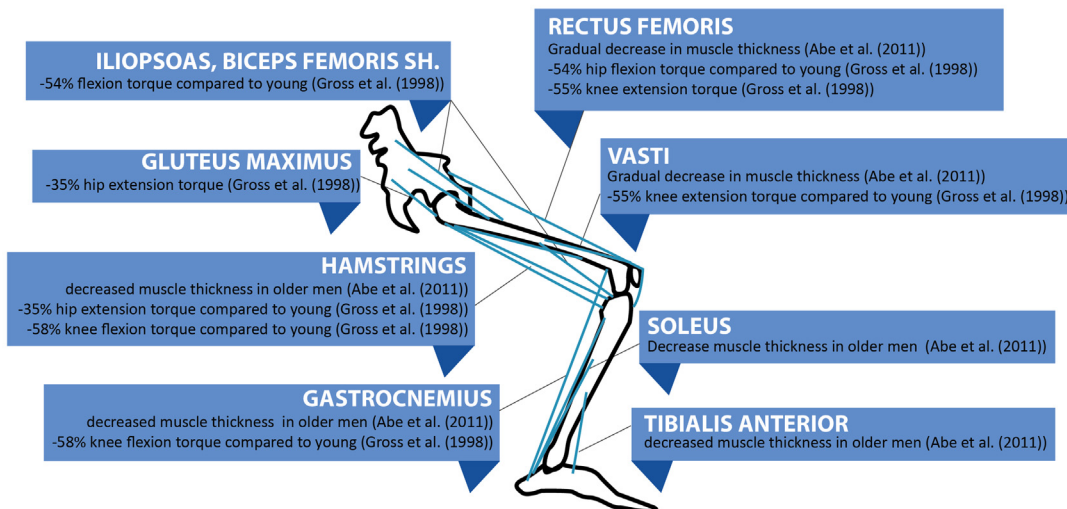 ILIOPSOAS, BICEPS FEMORIS SH.
-54% flexion torque compared to young (Gross et al. (1998))
RECTUS FEMORIS
Gradual decrease in muscle thickness (Abe et al. (2011))
-54% hip flexion torque compared to young (Gross et al. (1998))
-55% knee extension torque (Gross et al. (1998))
GLUTEUS MAXIMUS
-35% hip extension torque (Gross et al. (1998))
VASTI
Gradual decrease in muscle thickness (Abe et al. (2011))
-55% knee extension torque compared to young (Gross et al. (1998))
HAMSTRINGS
decreased muscle thickness in older men (Abe et al. (2011))
-35% hip extension torque compared to young (Gross et al. (1998))
-58% knee flexion torque compared to young (Gross et al. (1998))
SOLEUS
Decrease muscle thickness in older men (Abe et al. (2011))
GASTROCNEMIUS
decreased muscle thickness in older men (Abe et al. (2011))
-58% knee flexion torque compared to young (Gross et al. (1998))
TIBIALIS ANTERIOR
decreased muscle thickness in older men (Abe et al. (2011))